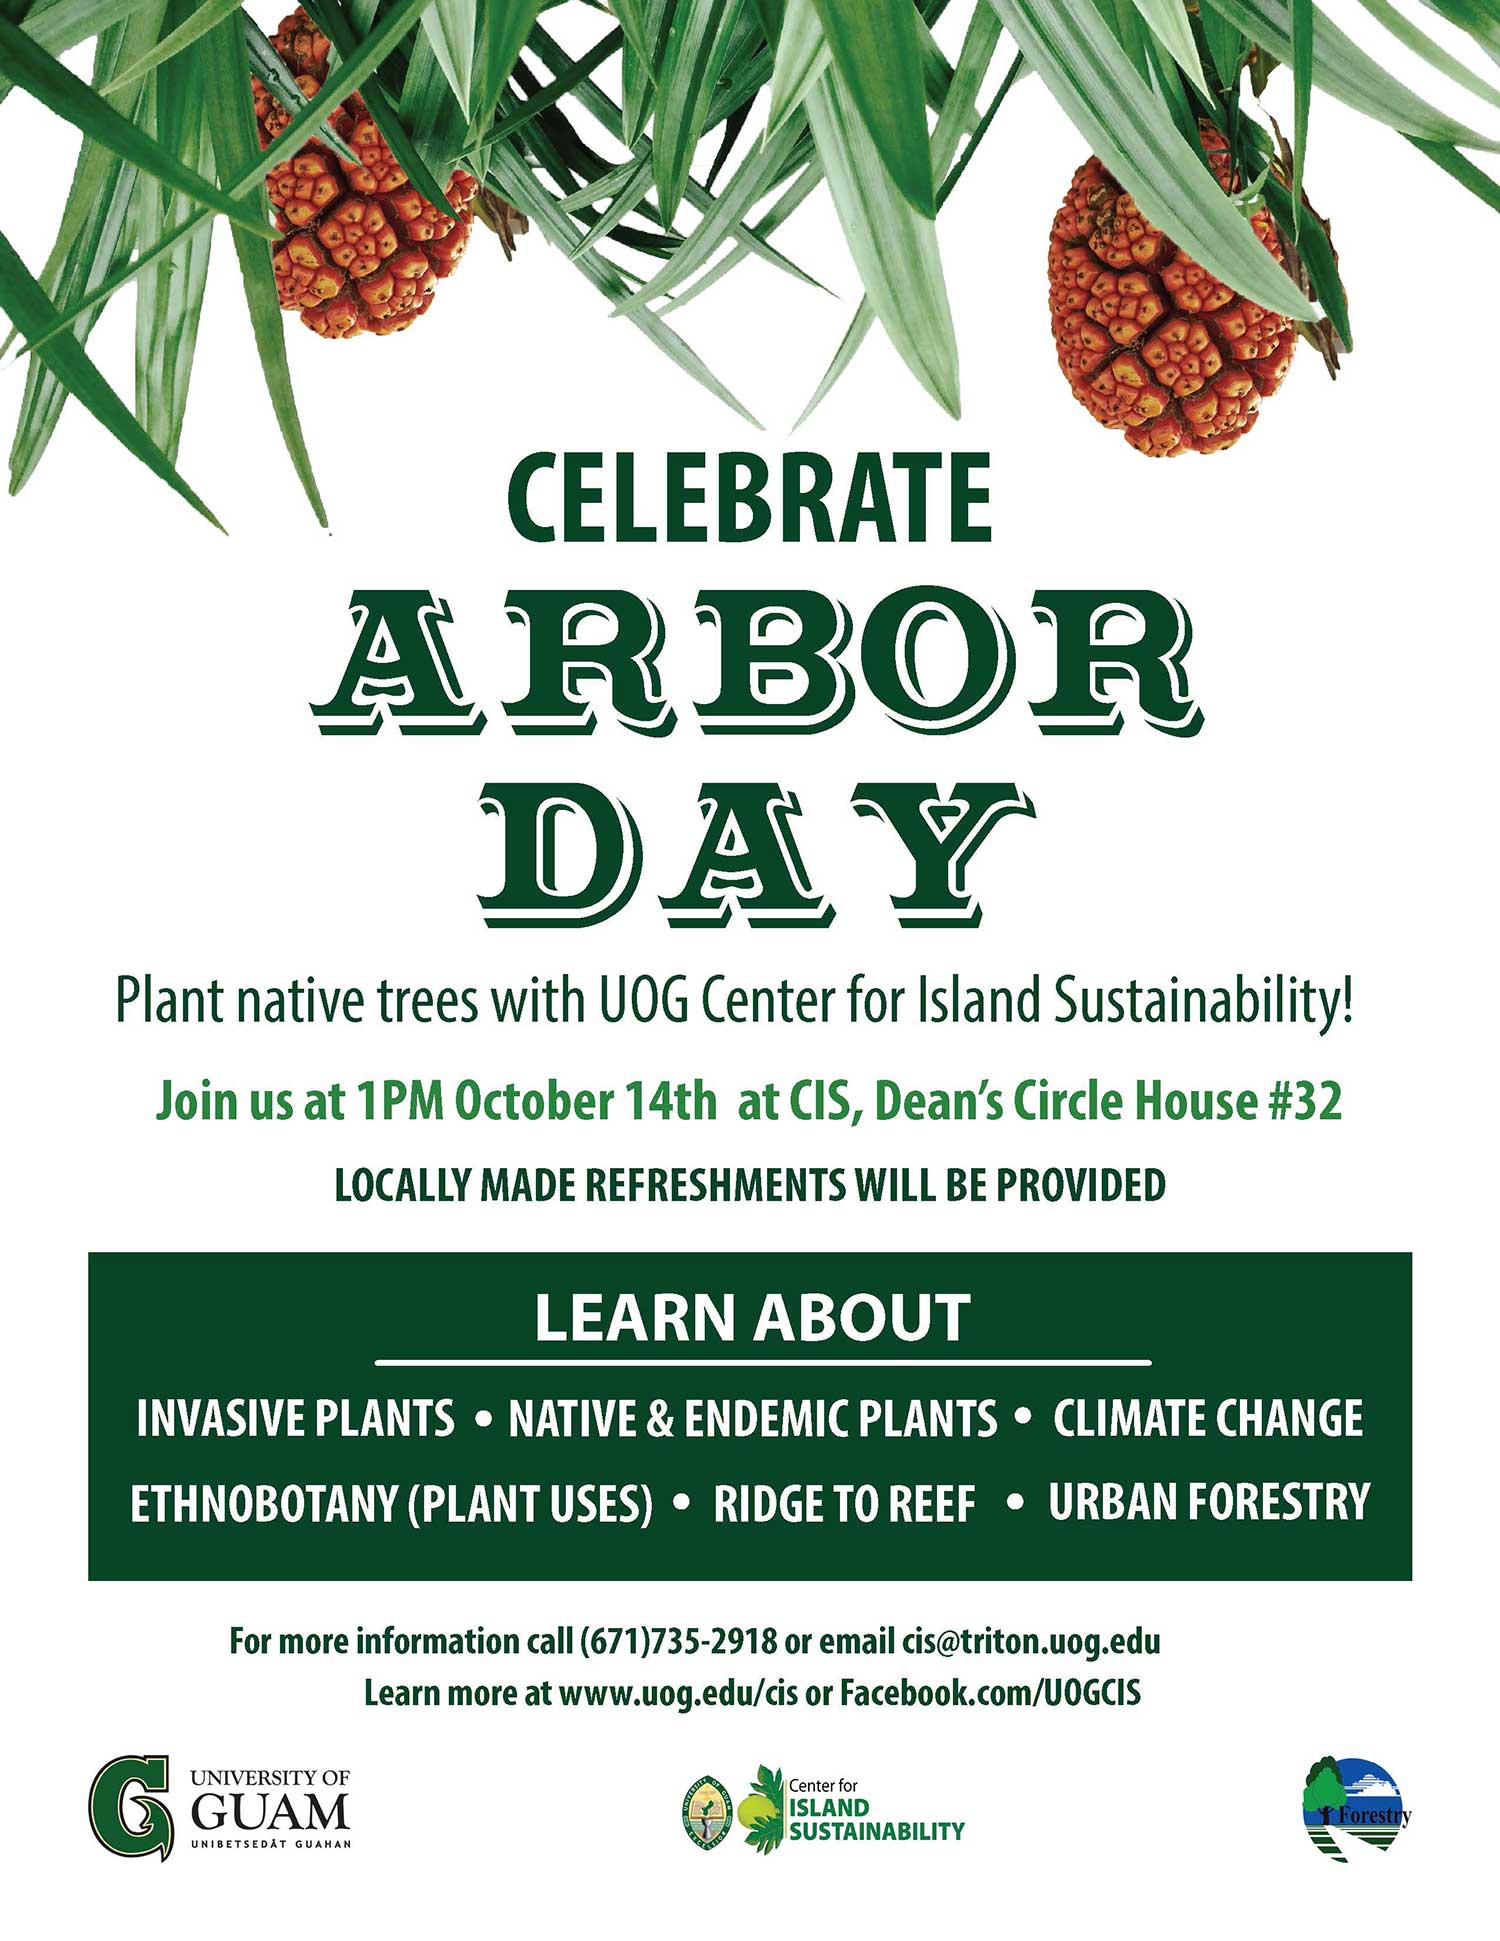 CELEBRATE
ARBOR
DAY
Plant native trees with UOG Center for Island Sustainability!
Join us at 1PM October 14th at CIS, Dean's Circle House #32
LOCALLY MADE REFRESHMENTS WILL BE PROVIDED
LEARN ABOUT
INVASIVE PLANTS • NATIVE & ENDEMIC PLANTS • CLIMATE CHANGE
ETHNOBOTANY (PLANT USES) • RIDGE TO REEF • URBAN FORESTRY
For more information call (671)735-2918 or email cis@triton.uog.edu
Learn more at www.uog.edu/cis or Facebook.com/UOGCIS
G
UNIVERSITY OF
GUAM
UNIBETSEDÅT GUAHAN
UNIVERSITY OF GUAM
EXCELSIOR
Center for
ISLAND
SUSTAINABILITY
Forestry